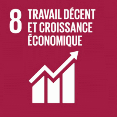 8 TRAVAIL DÉCENT
ET CROISSANCE
ÉCONOMIQUE